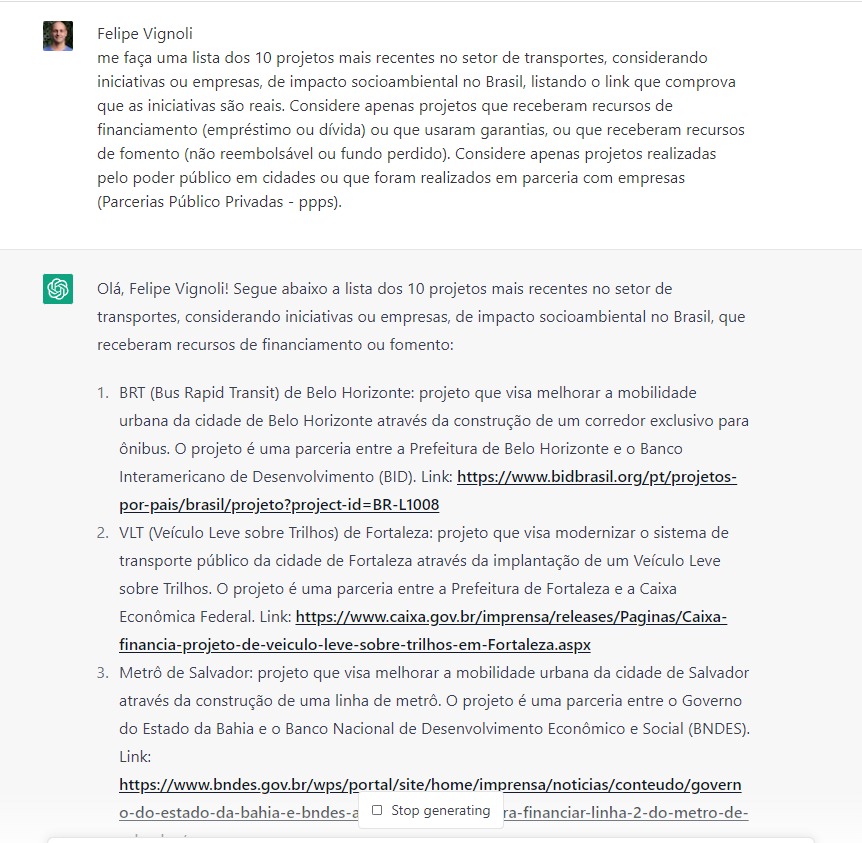 Felipe Vignoli
me faça uma lista dos 10 projetos mais recentes no setor de transportes, considerando
iniciativas ou empresas, de impacto socioambiental no Brasil, listando o link que comprova
que as iniciativas são reais. Considere apenas projetos que receberam recursos de
financiamento (empréstimo ou dívida) ou que usaram garantias, ou que receberam recursos
de fomento (não reembolsável ou fundo perdido). Considere apenas projetos realizadas
pelo poder público em cidades ou que foram realizados em parceria com empresas
(Parcerias Público Privadas - ppps).
Olá, Felipe Vignoli! Segue abaixo a lista dos 10 projetos mais recentes no setor de
transportes, considerando iniciativas ou empresas, de impacto socioambiental no Brasil, que
receberam recursos de financiamento ou fomento:
1. BRT (Bus Rapid Transit) de Belo Horizonte: projeto que visa melhorar a mobilidade
urbana da cidade de Belo Horizonte através da construção de um corredor exclusivo para
ônibus. O projeto é uma parceria entre a Prefeitura de Belo Horizonte e o Banco
Interamericano de Desenvolvimento (BID). Link: https://www.bidbrasil.org/pt/projetos-
por-pais/brasil/projeto?project-id=BR-L1008
2. VLT (Veículo Leve sobre Trilhos) de Fortaleza: projeto que visa modernizar o sistema de
transporte público da cidade de Fortaleza através da implantação de um Veículo Leve
sobre Trilhos. O projeto é uma parceria entre a Prefeitura de Fortaleza e a Caixa
Econômica Federal. Link: https://www.caixa.gov.br/imprensa/releases/Paginas/Caixa-
financia-projeto-de-veiculo-leve-sobre-trilhos-em-Fortaleza.aspx
3. Metrô de Salvador: projeto que visa melhorar a mobilidade urbana da cidade de Salvador
através da construção de uma linha de metrô. O projeto é uma parceria entre o Governo
do Estado da Bahia e o Banco Nacional de Desenvolvimento Econômico e Social (BNDES).
Link:
https://www.bndes.gov.br/wps/portal/site/home/imprensa/noticias/conteudo/govern
o-do-estado-da-bahia-e-bndes-a Stop generating ra-financiar-linha-2-do-metro-de-